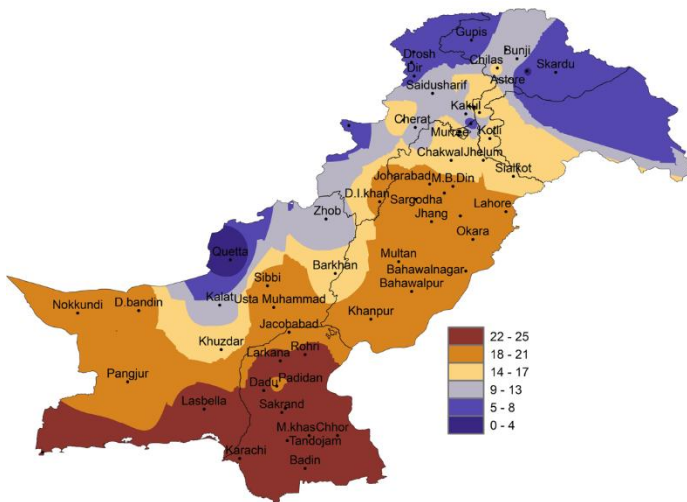 Gupis
Drosh
Bunji
Dir
Chilas
Skardu
Astore
Saidusharif
Kakul
Cherat
Murree
Kotli
Chakwal
Jhelum
Sialkot
Joharabad
M.B.Din
D.I.khan
Sargodha
Lahore
Zhob
Jhang
Okara
Quetta
Multan
Barkhan
Bahawalnagar
Sibbi
Bahawalpur
Nokkundi
D.bandin
Kalat
Usta Muhammad
Khanpur
Jacobabad
Khuzdar
Rohri
Larkana
Pangjur
Dadu
Padidan
Lasbella
Sakrand
M.khas
Chhor
Tandojam
Karachi
Badin
22 - 25
18 - 21
14 - 17
9 - 13
5 - 8
0 - 4